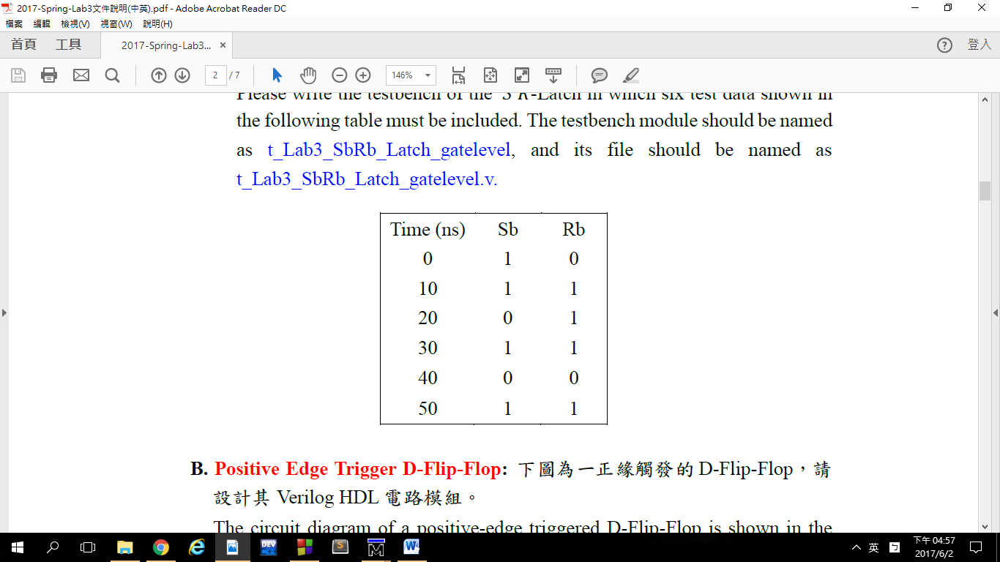 2017-Spring-Lab3文件說明(中英).pdf - Adobe Acrobat Reader DC
檔案 編輯 檢視(V) 視窗(W) 說明(H)
首頁 工具 2017-Spring-Lab3... × 登入
2 / 7 146%
Please write the testbench of the S R-Latch in which six test data shown in
the following table must be included. The testbench module should be named
as t_Lab3_SbRb_Latch_gatelevel, and its file should be named as
t_Lab3_SbRb_Latch_gatelevel.v.
Time (ns) Sb Rb
0 1 0
10 1 1
20 0 1
30 1 1
40 0 0
50 1 1
B. Positive Edge Trigger D-Flip-Flop: 下圖為一正緣觸發的 D-Flip-Flop，請
設計其 Verilog HDL 電路模組。
The circuit diagram of a positive-edge triggered D-Flip-Flop is shown in the
DEV
C++
S
M
W
英
下午 04:57
2017/6/2